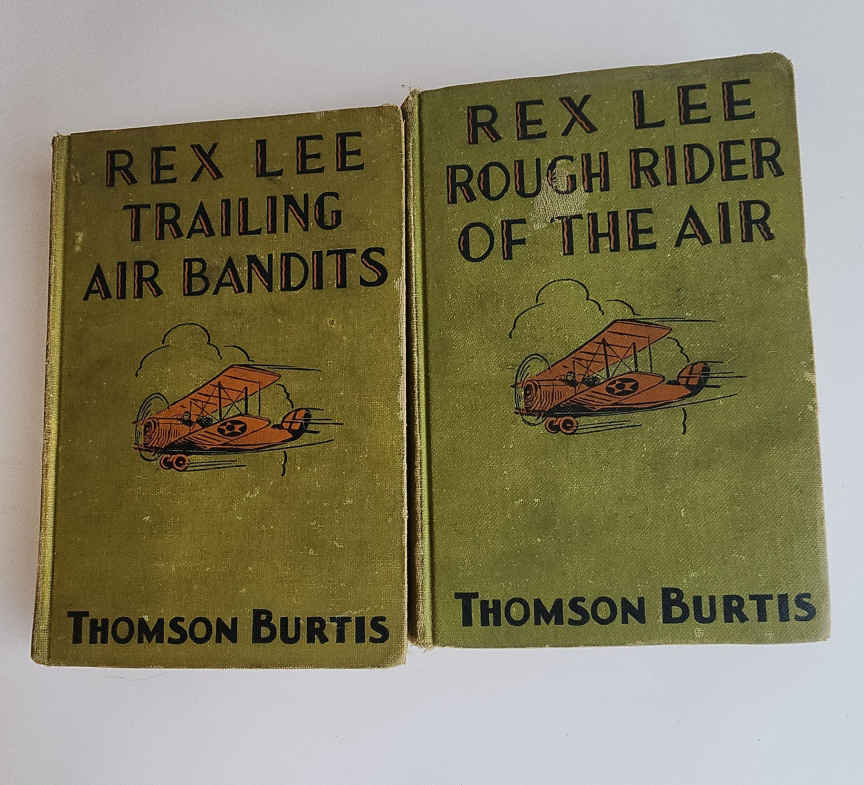 REX LEE
TRAILING
AIR BANDITS
THOMSON BURTIS
REX LEE
ROUGH RIDER
OF THE AIR
THOMSON BURTIS